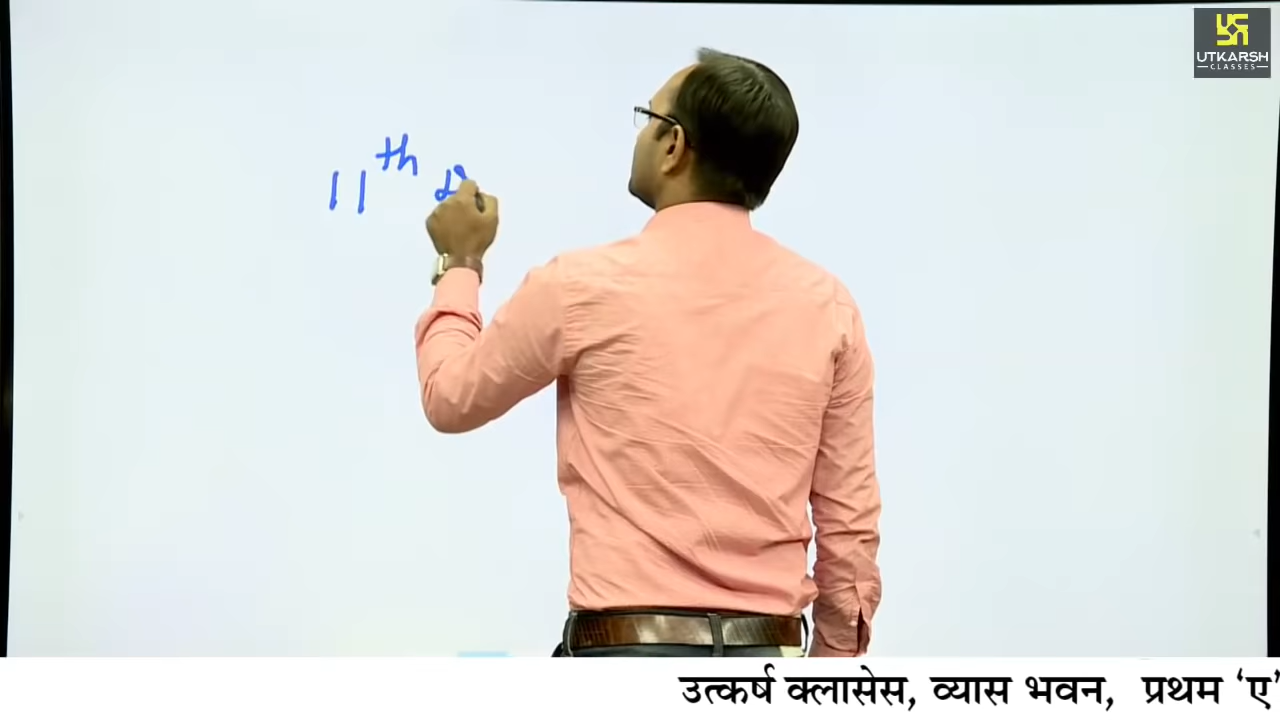 UTKARSH
CLASSES
11th
उत्कर्ष क्लासेस, व्यास भवन, प्रथम ‘ए’